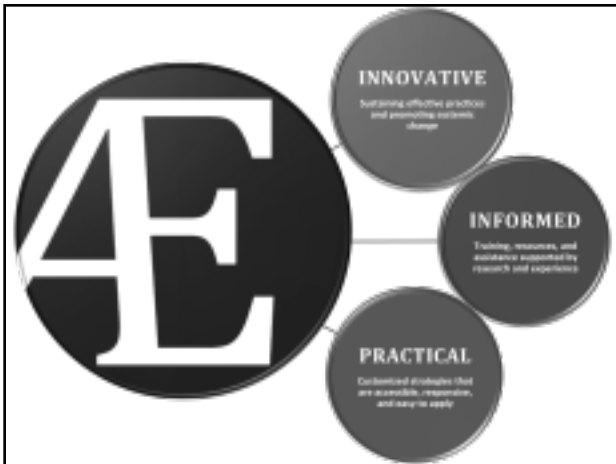 Æ
INNOVATIVE
Sustaining effective practices
and promoting systemic
change
INFORMED
Training, resources, and
assistance supported by
research and experience
PRACTICAL
Customized strategies that
are accessible, responsive,
and easy to apply